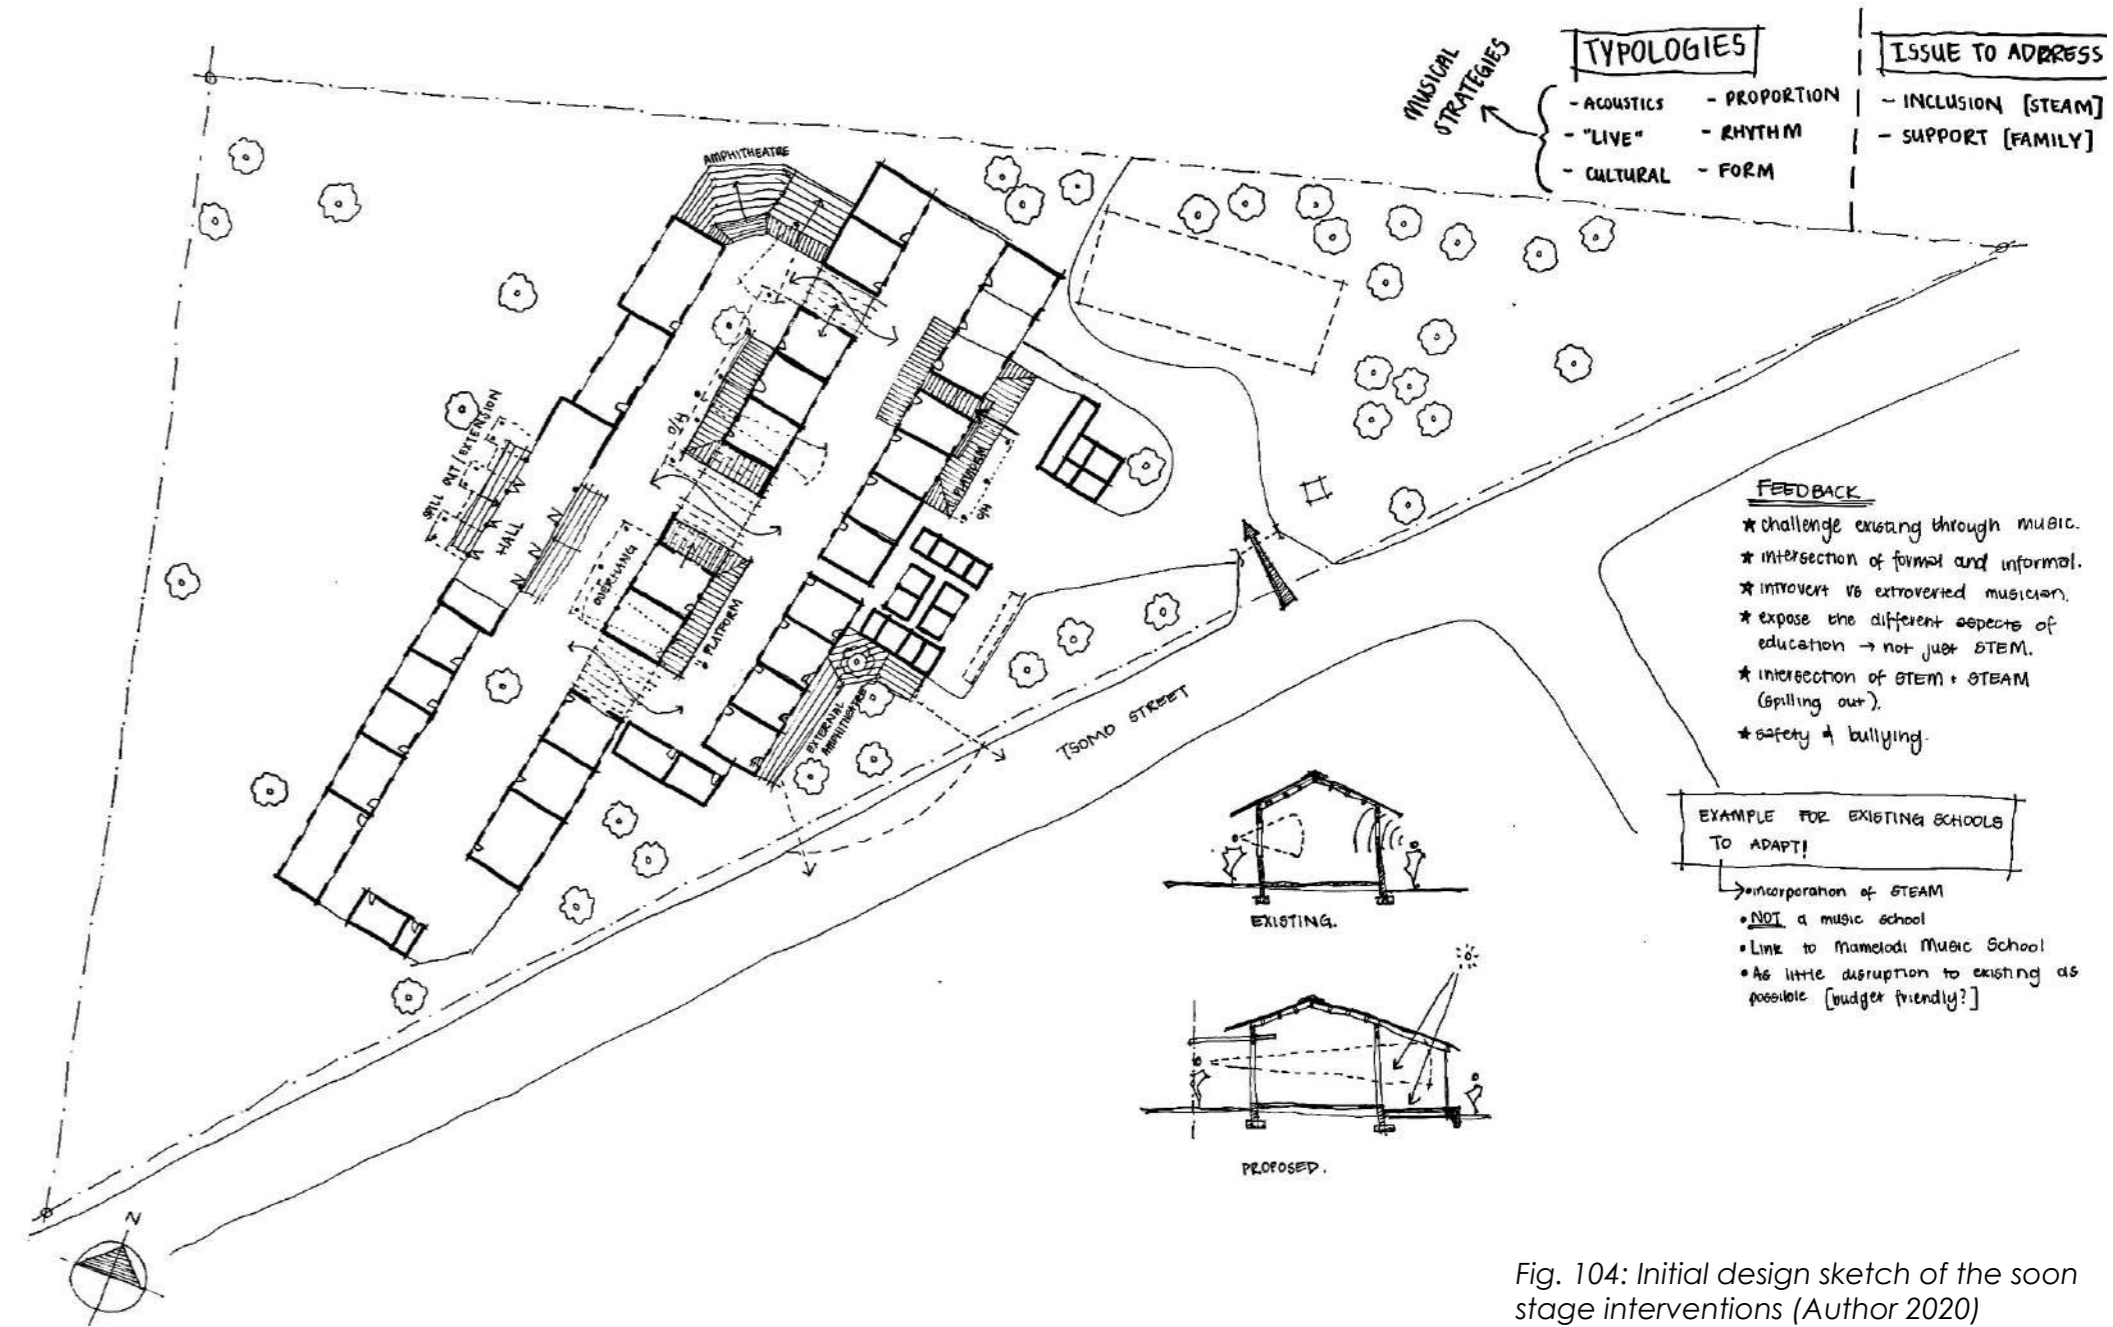 MUSICAL
STRATEGIES
TYPOLOGIES
- ACOUSTICS - PROPORTION
- "LIVE" - RHYTHM
- CULTURAL - FORM
ISSUE TO ADDRESS
- INCLUSION [STEAM]
- SUPPORT [FAMILY]
AMPHITHEATRE
SPILL OUT / EXTENSION
HALL
O/H
OVERHANG
PLATFORM
PLATFORM
O/H
EXTERNAL
AMPHITHEATRE
TSOMO STREET
FEEDBACK
★ challenge existing through music.
★ intersection of formal and informal.
★ introvert vs extroverted musician.
★ expose the different aspects of
education → not just STEM.
★ intersection of STEM + STEAM
(spilling out).
★ safety & bullying.
EXAMPLE FOR EXISTING SCHOOLS
TO ADAPT!
• incorporation of STEAM
• NOT a music school
• Link to Mamelodi Music School
• As little disruption to existing as
possible [budget friendly?]
EXISTING.
PROPOSED.
N
Fig. 104: Initial design sketch of the soon
stage interventions (Author 2020)